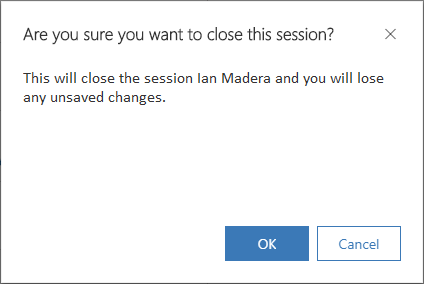 Are you sure you want to close this session?
This will close the session Ian Madera and you will lose
any unsaved changes.
OK
Cancel